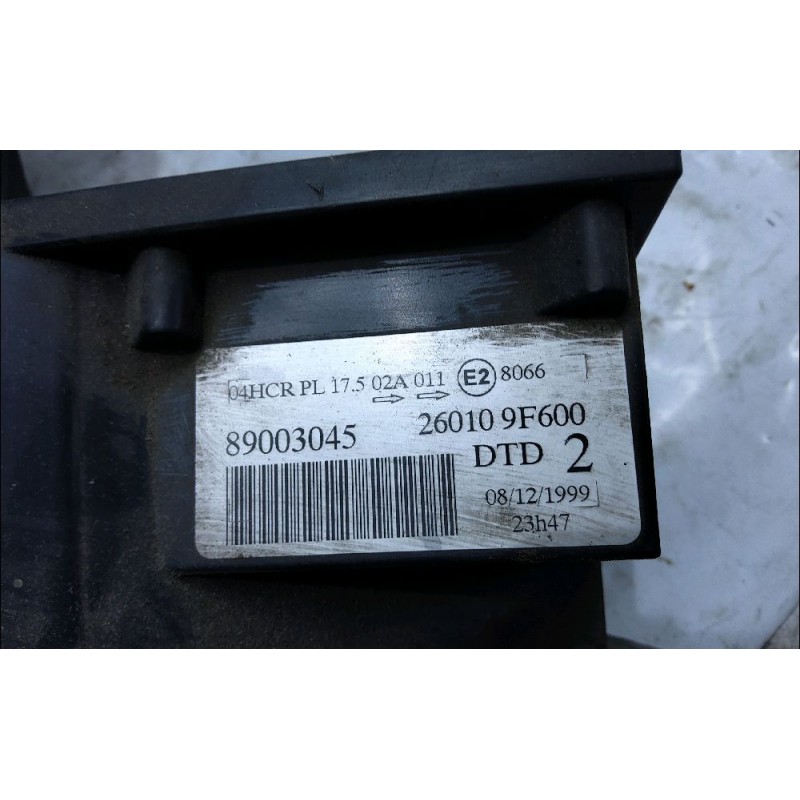 04HCR PL 17.5 02A 011 E2 8066
89003045 26010 9F600
DTD 2
08/12/1999
23h47